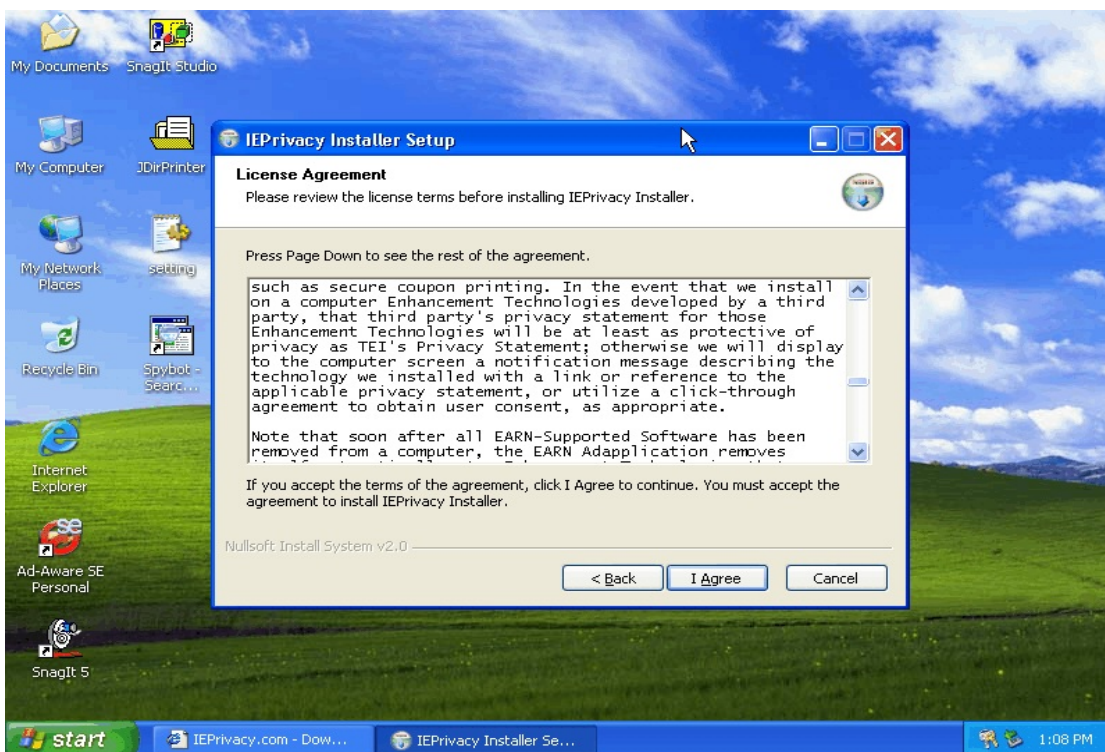 My Documents
SnagIt Studio
My Computer
JDirPrinter
My Network
Places
setting
Recycle Bin
Spybot -
Searc...
Internet
Explorer
Ad-Aware SE
Personal
SnagIt 5
IEPrivacy Installer Setup
License Agreement
Please review the license terms before installing IEPrivacy Installer.
Press Page Down to see the rest of the agreement.
such as secure coupon printing. In the event that we install
on a computer Enhancement Technologies developed by a third
party, that third party's privacy statement for those
Enhancement Technologies will be at least as protective of
privacy as TEI's Privacy Statement; otherwise we will display
to the computer screen a notification message describing the
technology we installed with a link or reference to the
applicable privacy statement, or utilize a click-through
agreement to obtain user consent, as appropriate.
Note that soon after all EARN-Supported Software has been
removed from a computer, the EARN Adapplication removes
If you accept the terms of the agreement, click I Agree to continue. You must accept the
agreement to install IEPrivacy Installer.
Nullsoft Install System v2.0
< Back
I Agree
Cancel
start
IEPrivacy.com - Dow...
IEPrivacy Installer Se...
1:08 PM